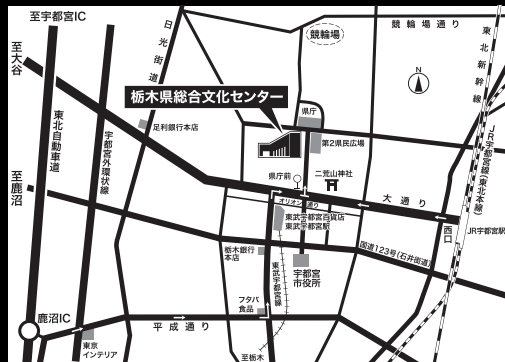 至宇都宮IC
日光街道
競輪場
競輪場通り
東北新幹線
至大谷
N
栃木県総合文化センター
県庁
足利銀行本店
第2県民広場
東北自動車道
宇都宮外環状線
JR宇都宮線(東北本線)
県庁前
二荒山神社
至鹿沼
大通り
オリオン通り
東武宇都宮百貨店
東武宇都宮駅
西口
JR宇都宮駅
栃木銀行
本店
東武宇都宮線
宇都宮
市役所
国道123号(石井街道)
フタバ
食品
鹿沼IC
平成通り
東京
インテリア
至栃木